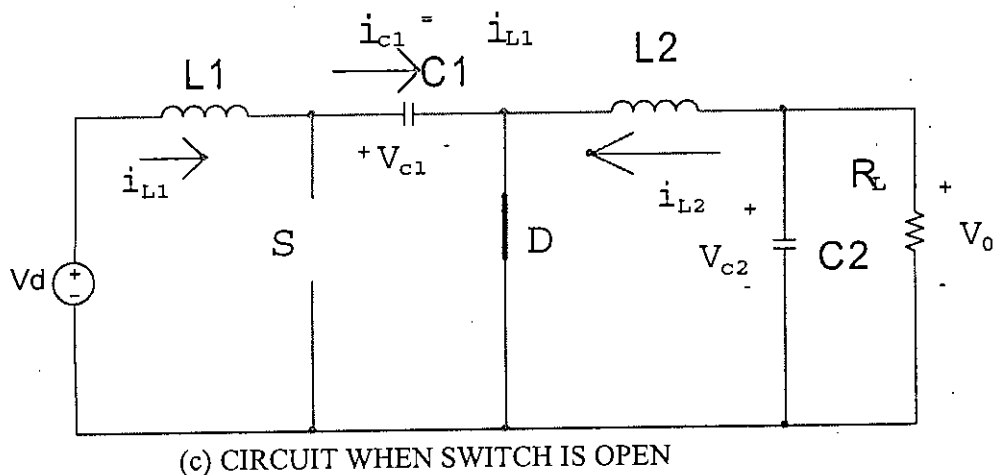 i_c1 = i_L1
L1
C1
L2
+ V_c1 -
i_L1
i_L2
S
D
+
V_c2
-
C2
R_L
+
V_0
-
Vd
+
-
(c) CIRCUIT WHEN SWITCH IS OPEN